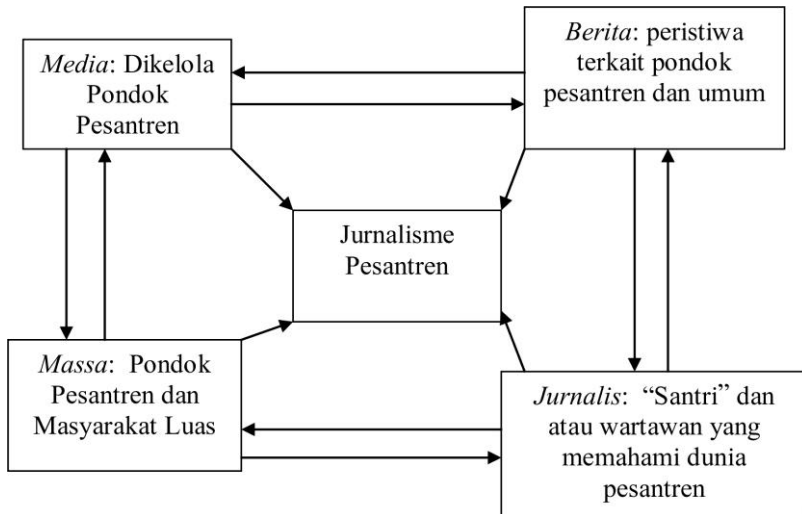 Media: Dikelola
Pondok
Pesantren
Berita: peristiwa
terkait pondok
pesantren dan umum
Jurnalisme
Pesantren
Massa: Pondok
Pesantren dan
Masyarakat Luas
Jurnalis: “Santri” dan
atau wartawan yang
memahami dunia
pesantren